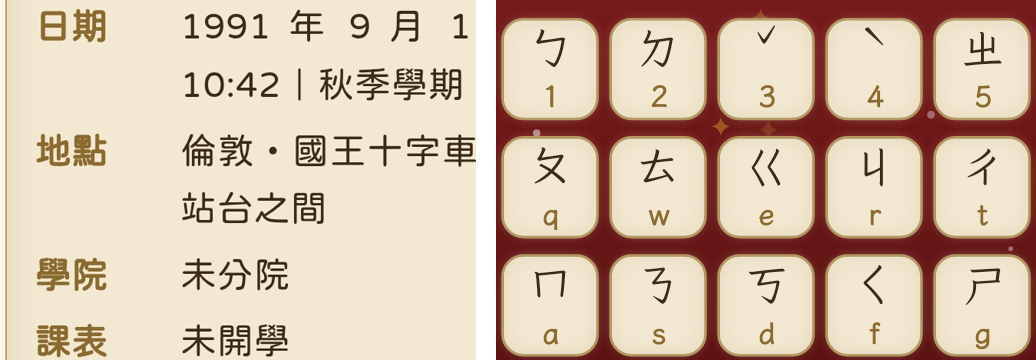 日期 1991 年 9 月 1
10:42｜秋季學期
地點 倫敦・國王十字車
站台之間
學院 未分院
課表 未開學
ㄅ ㄉ ˇ ˋ ㄓ
1 2 3 4 5
ㄆ ㄊ ㄍ ㄐ ㄔ
q w e r t
ㄇ ㄋ ㄎ ㄑ ㄕ
a s d f g